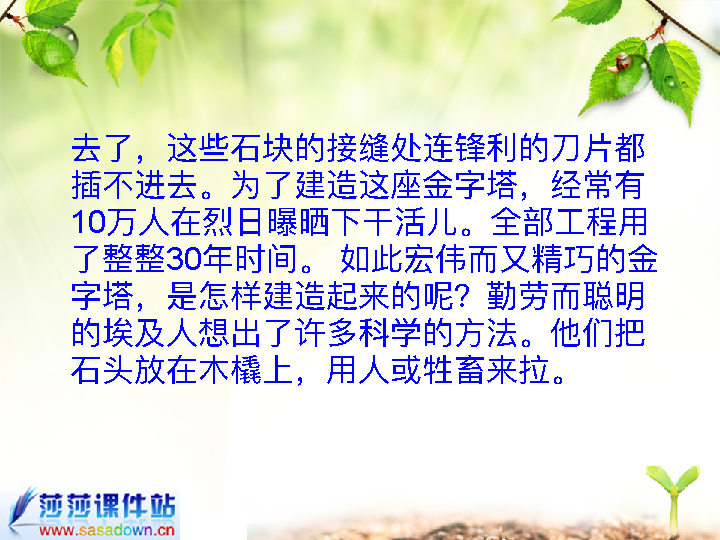 去了，这些石块的接缝处连锋利的刀片都
插不进去。为了建造这座金字塔，经常有
10万人在烈日曝晒下干活儿。全部工程用
了整整30年时间。 如此宏伟而又精巧的金
字塔，是怎样建造起来的呢？勤劳而聪明
的埃及人想出了许多科学的方法。他们把
石头放在木橇上，用人或牲畜来拉。
莎莎课件站
www.sasadown.cn